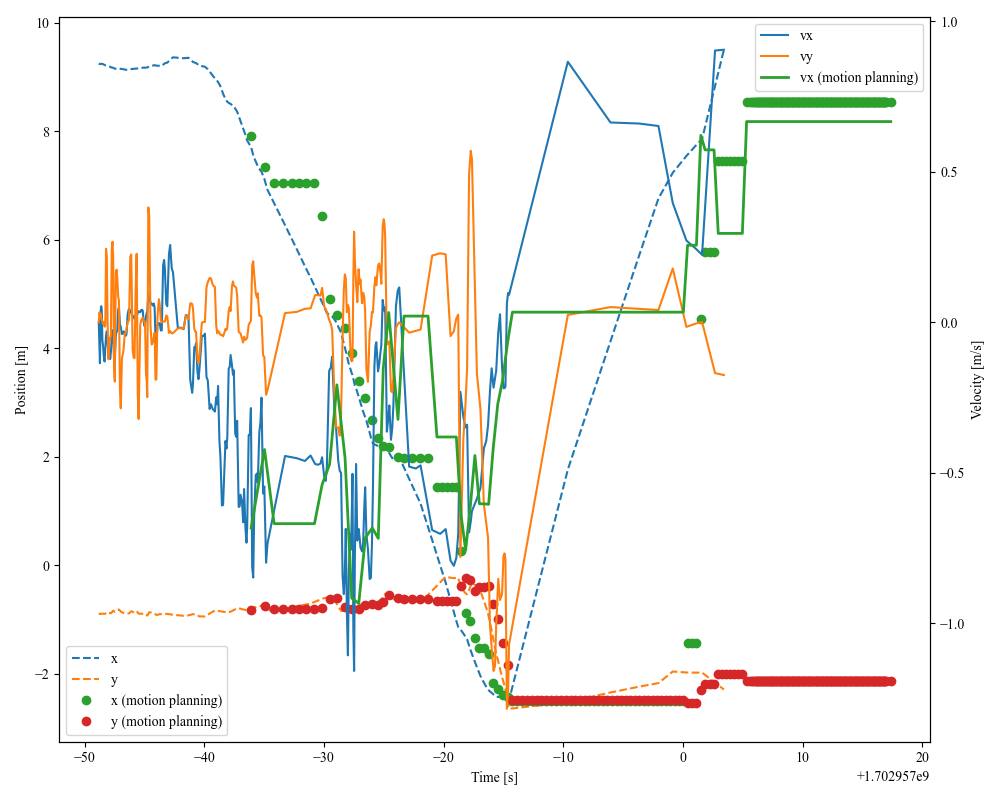 10
8
6
4
2
0
−2
Position [m]
1.0
0.5
0.0
−0.5
−1.0
Velocity [m/s]
vx
vy
vx (motion planning)
x
y
x (motion planning)
y (motion planning)
−50 −40 −30 −20 −10 0 10 20
Time [s]
+1.702957e9